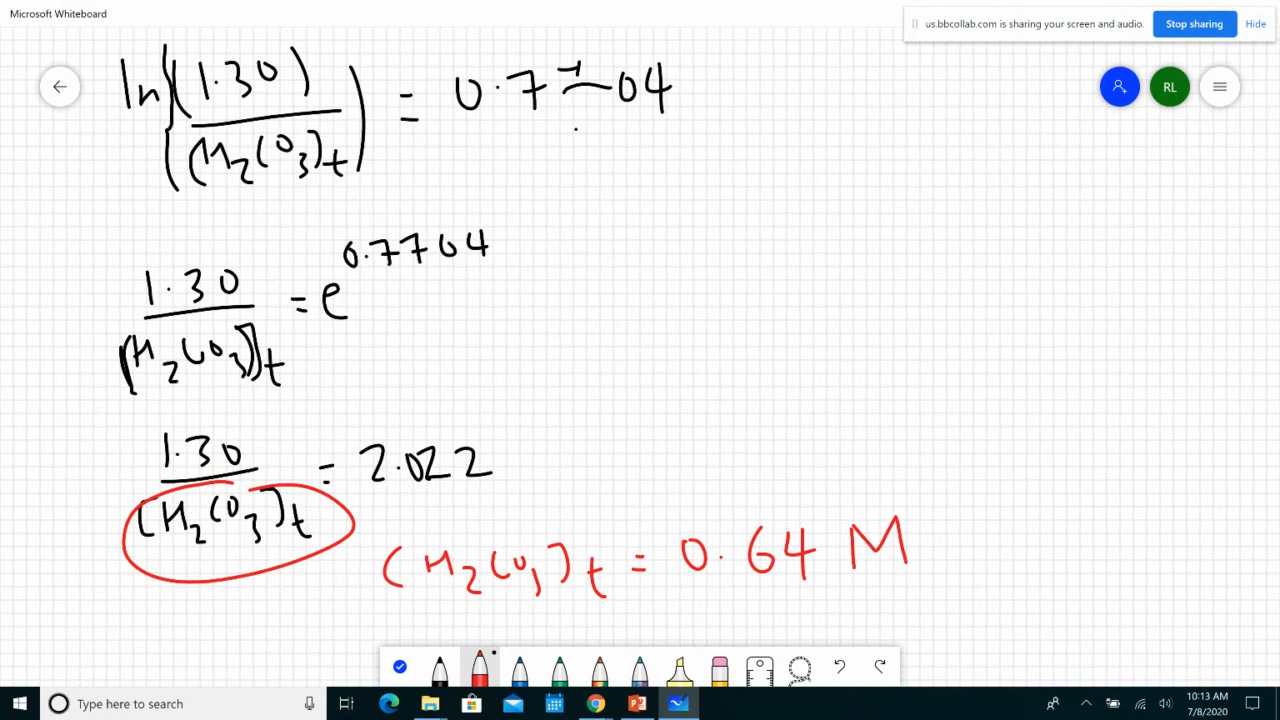 Microsoft Whiteboard
us.bbcollab.com is sharing your screen and audio. Stop sharing Hide
RL
ln((1.30)/(H2CO3)t) = 0.7704
1.30/[H2CO3]t = e^0.7704
1.30/(H2CO3)t = 2.022
(H2CO3)t = 0.64 M
Type here to search
10:13 AM
7/8/2020